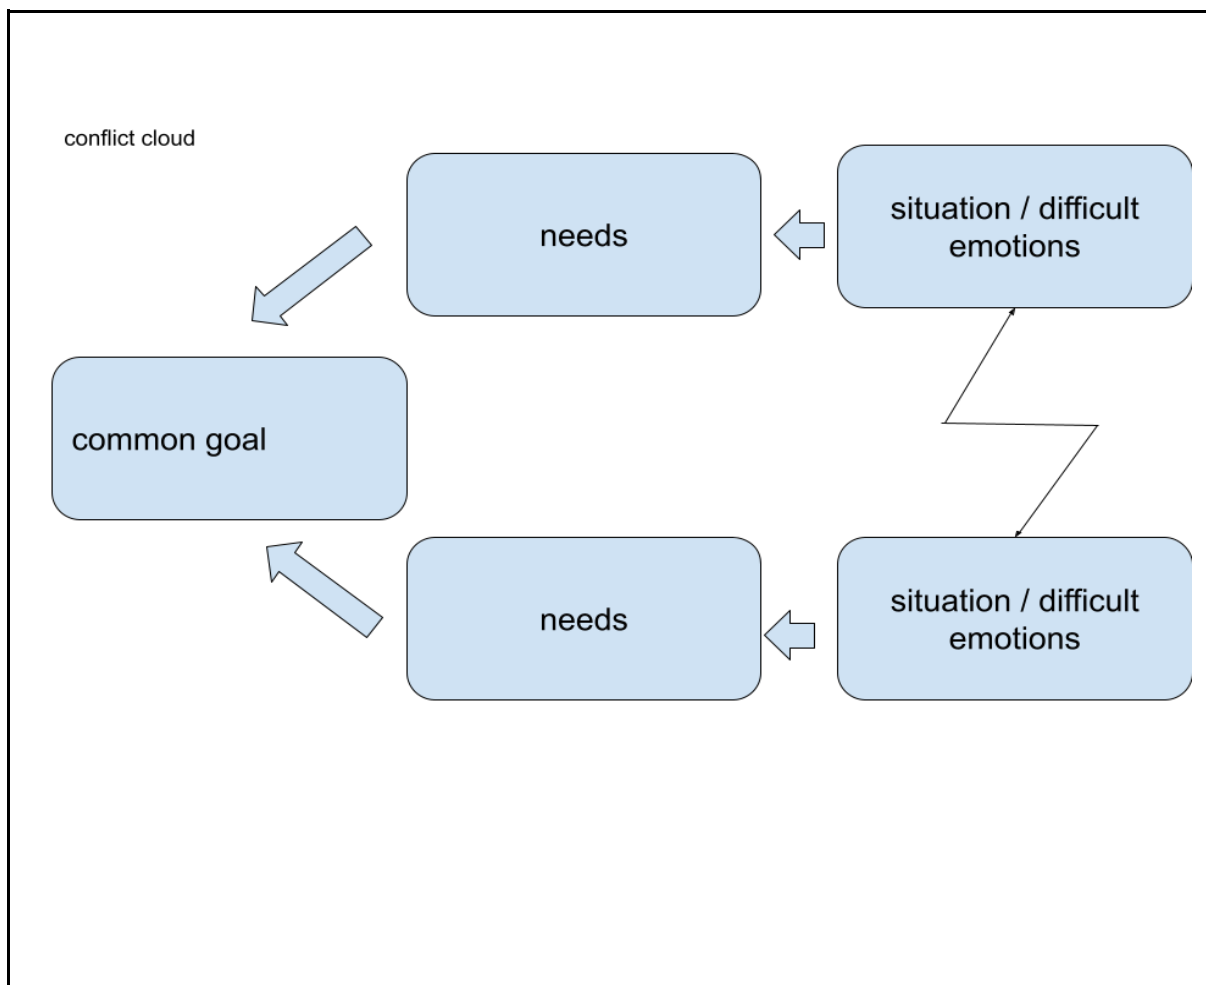 conflict cloud
needs
situation / difficult
emotions
common goal
needs
situation / difficult
emotions